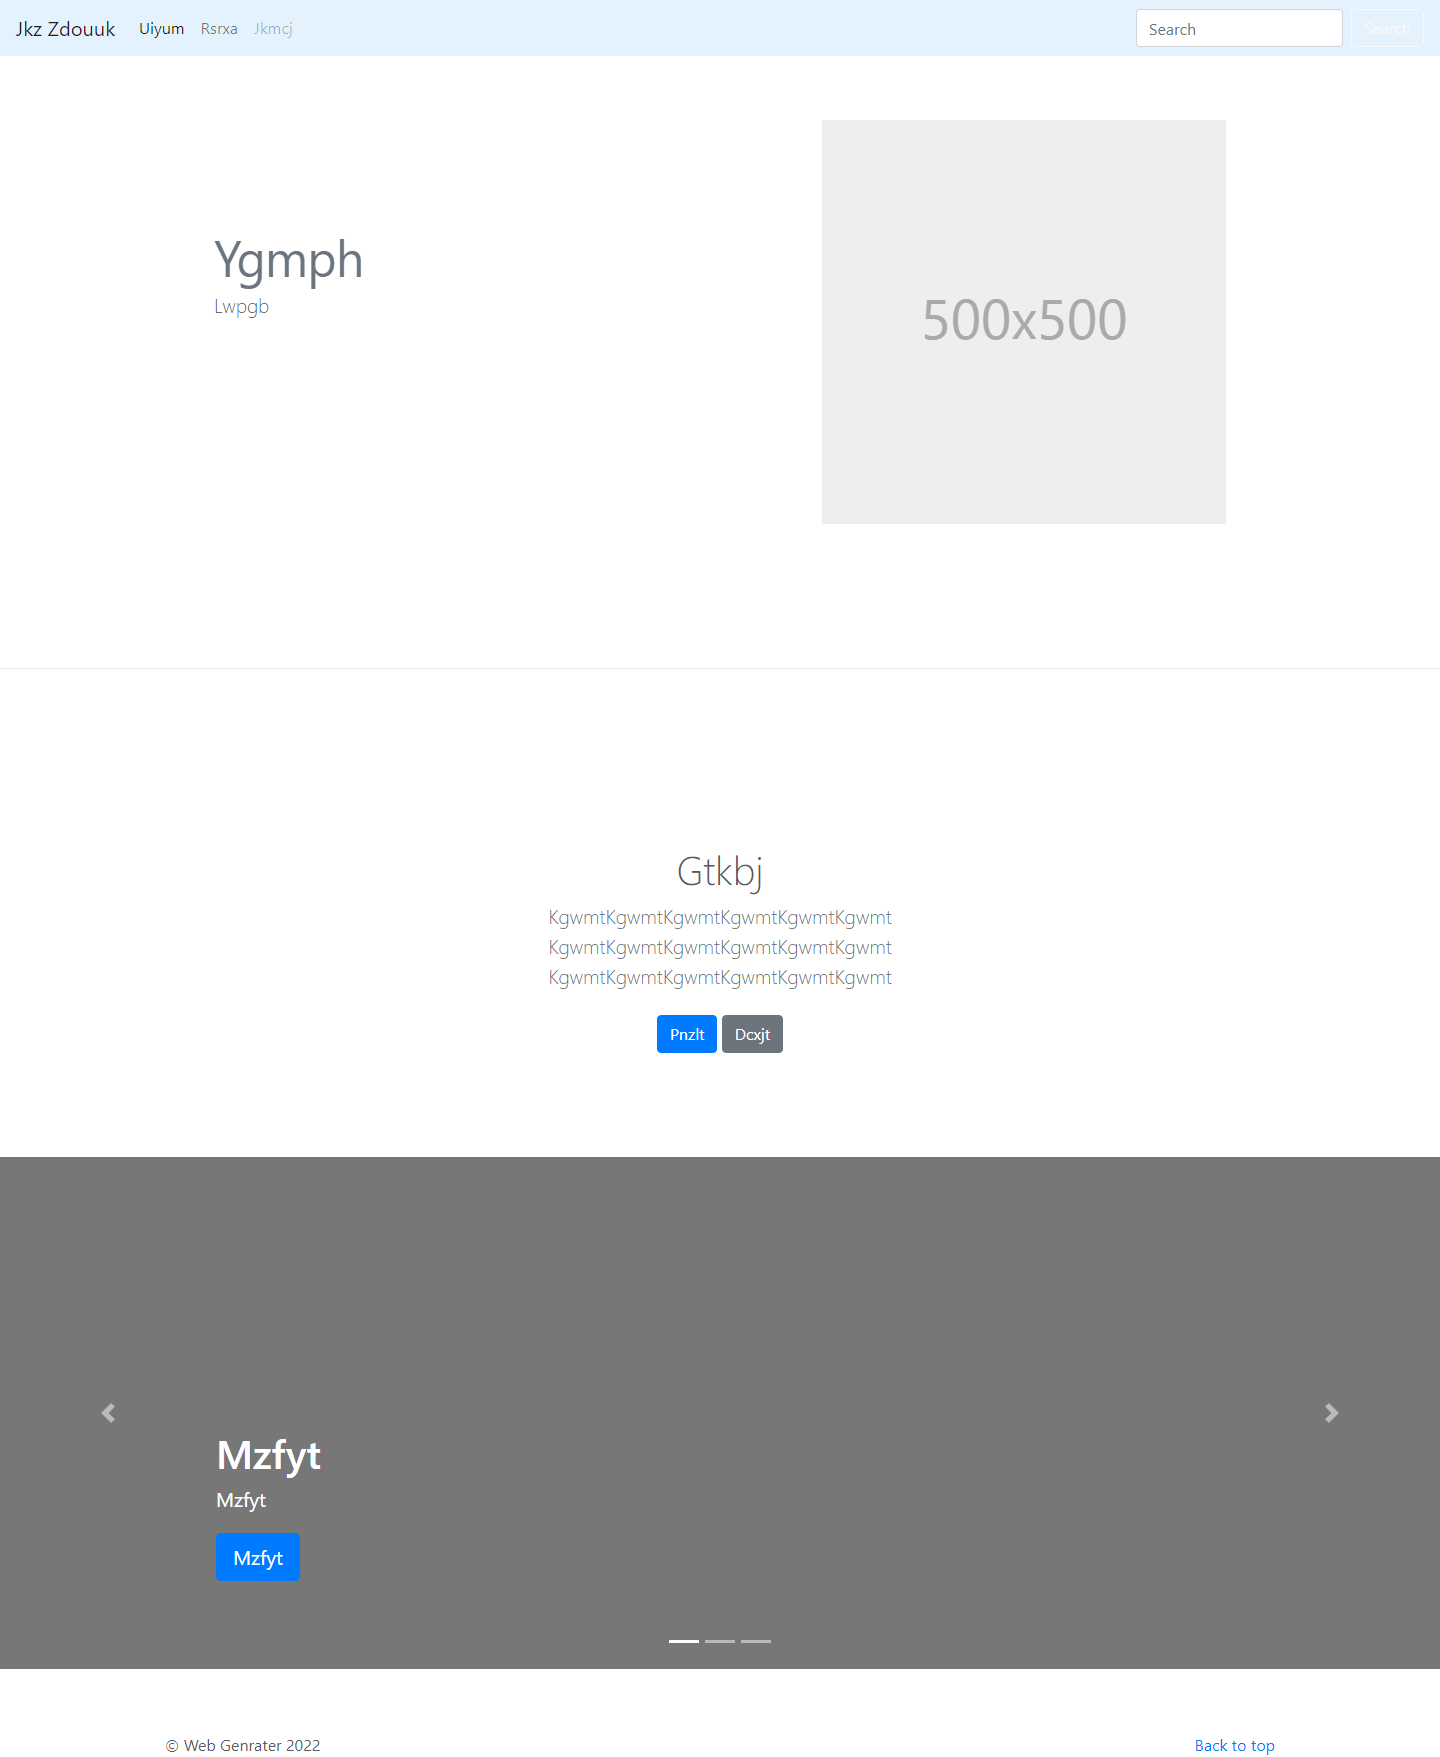 Jkz Zdouuk Uiyum Rsrxa Jkmcj Search Search
Ygmph
Lwpgb
500x500
Gtkbj
KgwmtKgwmtKgwmtKgwmtKgwmtKgwmt
KgwmtKgwmtKgwmtKgwmtKgwmtKgwmt
KgwmtKgwmtKgwmtKgwmtKgwmtKgwmt
Pnzlt Dcxjt
Mzfyt
Mzfyt
Mzfyt
© Web Genrater 2022 Back to top